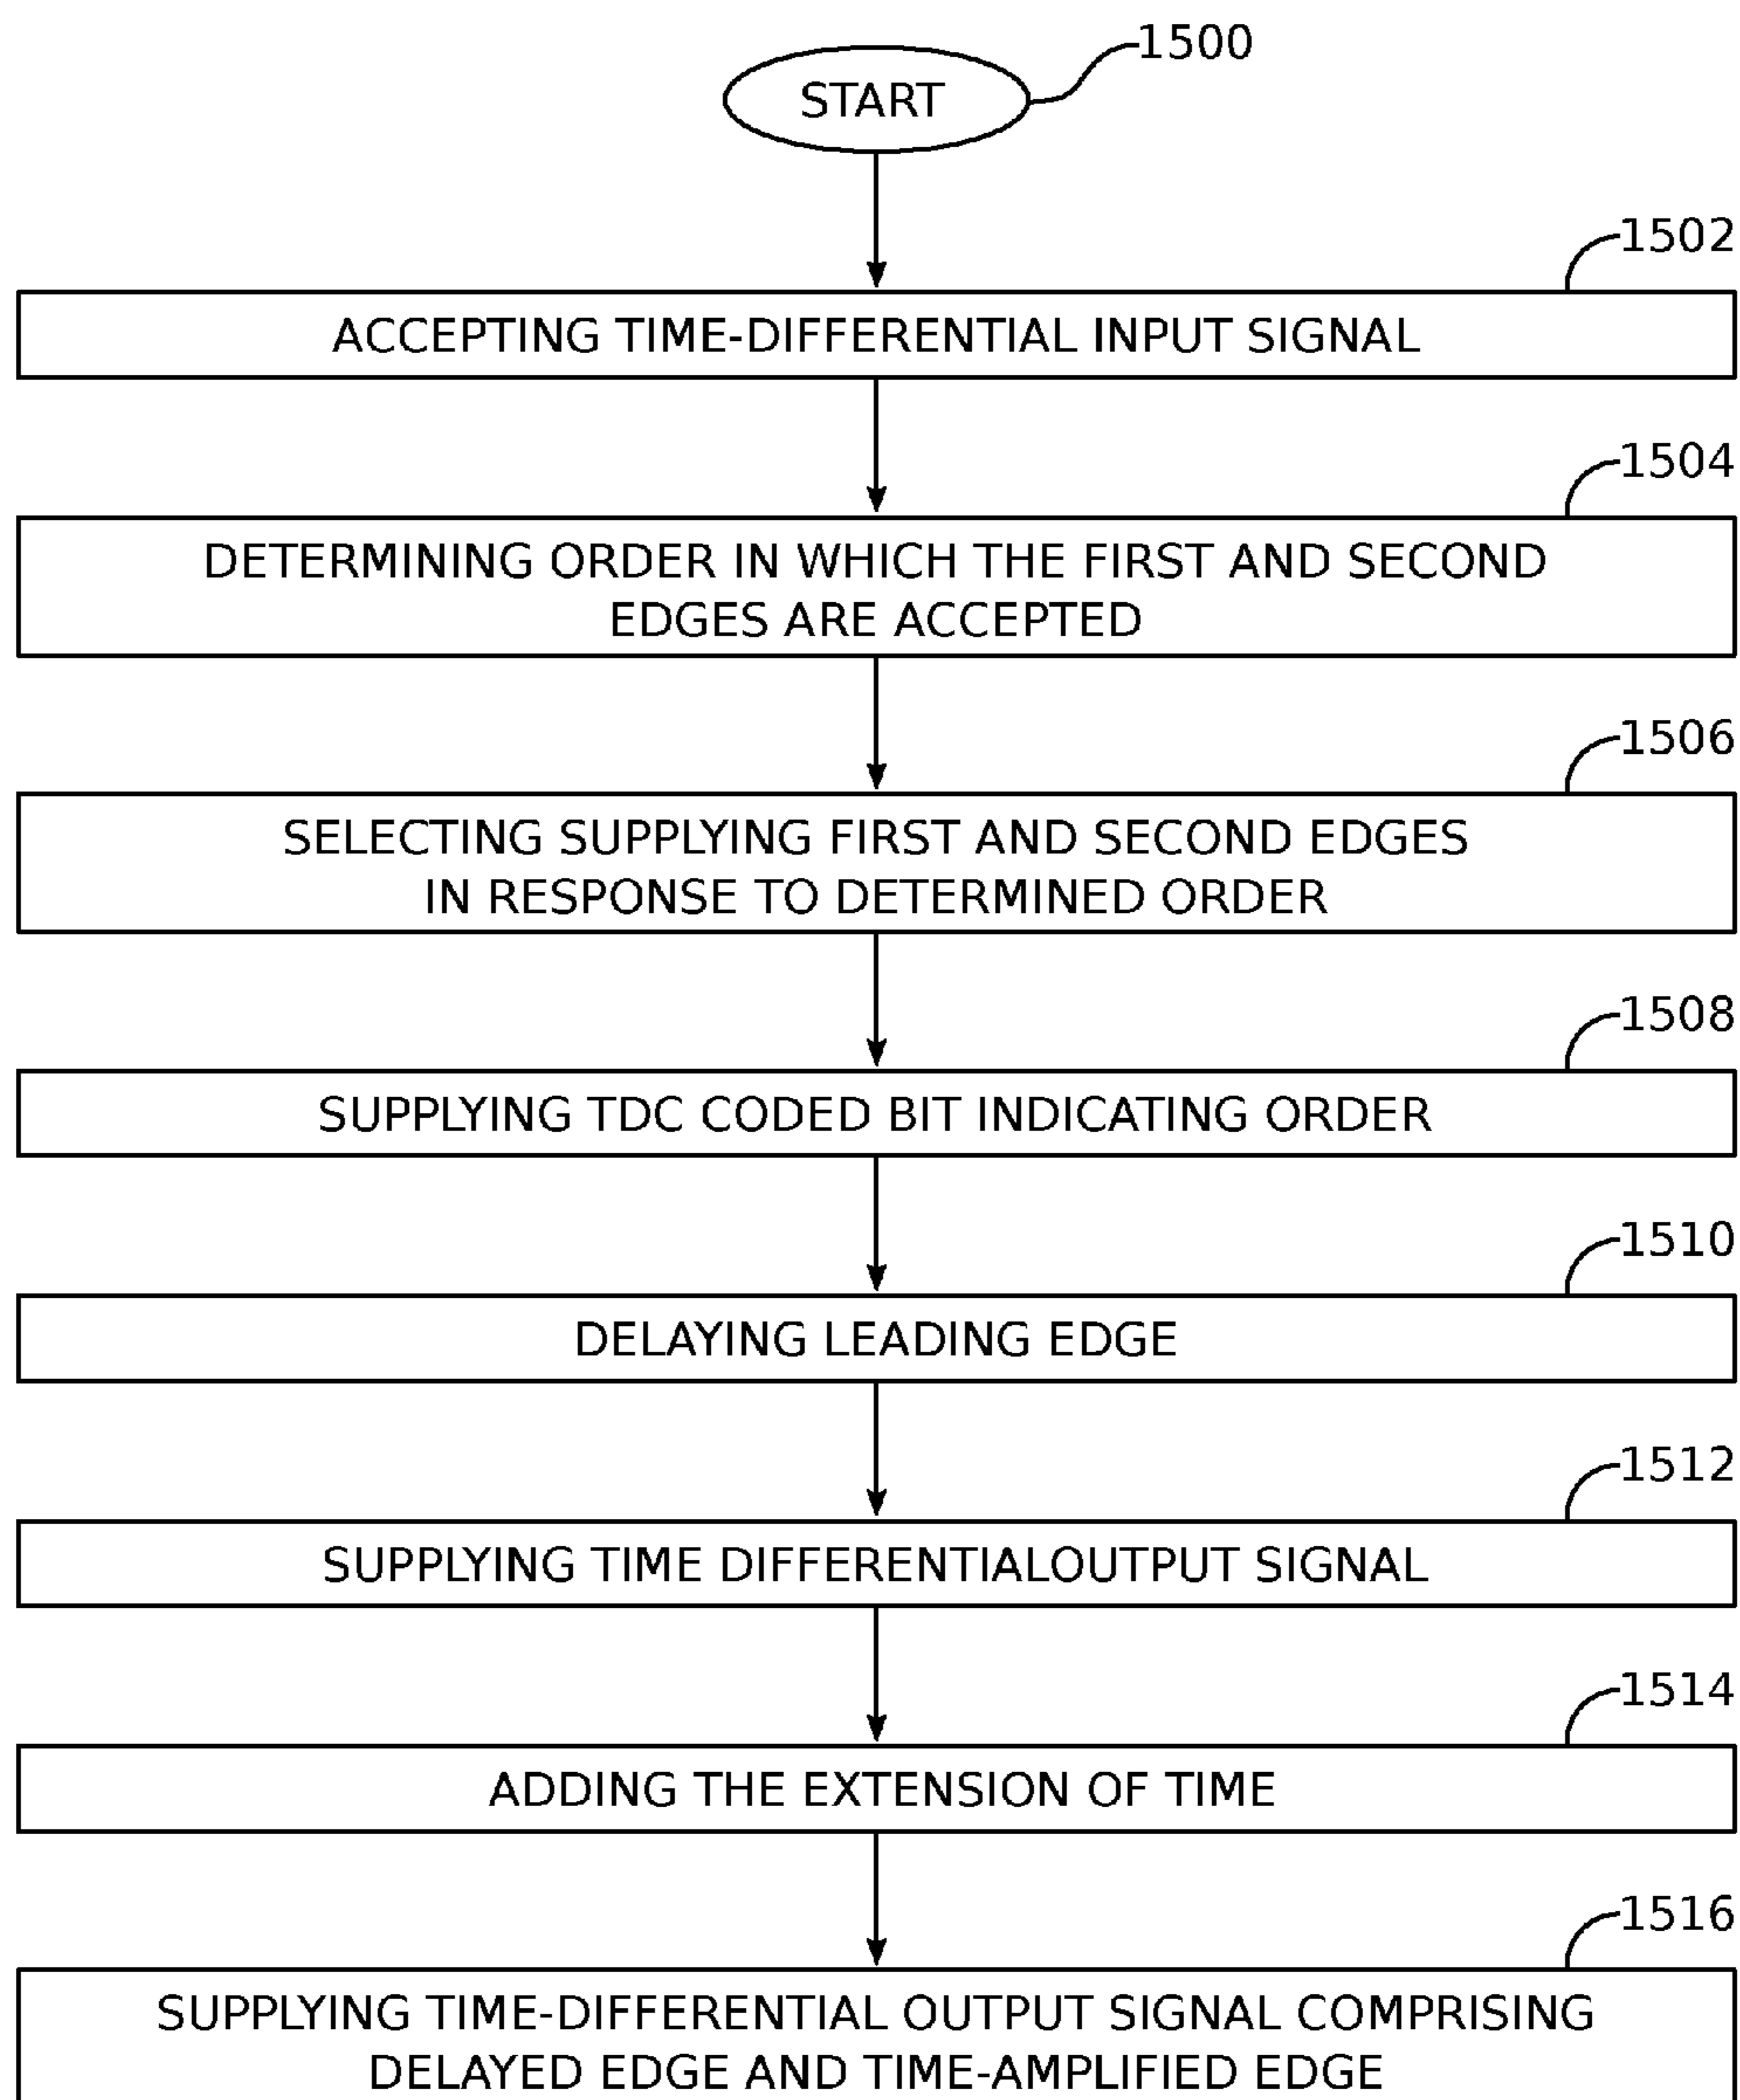 1500
START
1502
ACCEPTING TIME-DIFFERENTIAL INPUT SIGNAL
1504
DETERMINING ORDER IN WHICH THE FIRST AND SECOND
EDGES ARE ACCEPTED
1506
SELECTING SUPPLYING FIRST AND SECOND EDGES
IN RESPONSE TO DETERMINED ORDER
1508
SUPPLYING TDC CODED BIT INDICATING ORDER
1510
DELAYING LEADING EDGE
1512
SUPPLYING TIME DIFFERENTIALOUTPUT SIGNAL
1514
ADDING THE EXTENSION OF TIME
1516
SUPPLYING TIME-DIFFERENTIAL OUTPUT SIGNAL COMPRISING
DELAYED EDGE AND TIME-AMPLIFIED EDGE